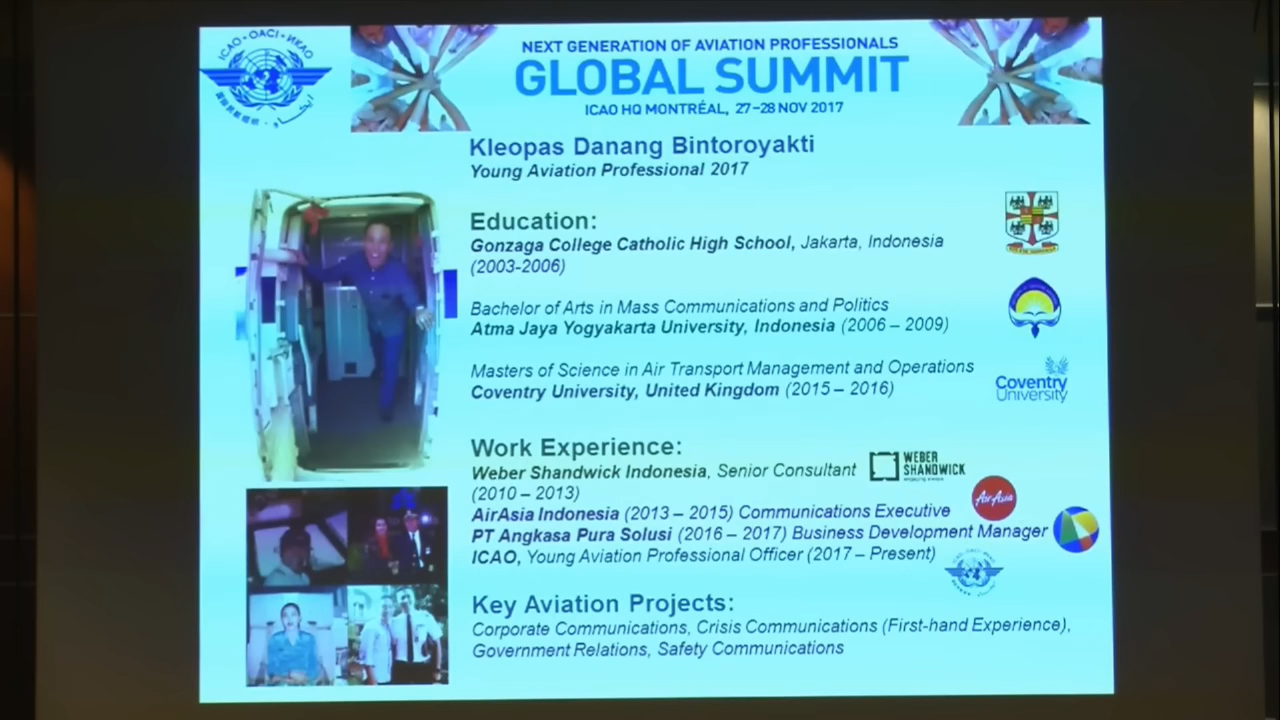 ICAO · OACI · ИКАО
NEXT GENERATION OF AVIATION PROFESSIONALS
GLOBAL SUMMIT
ICAO HQ MONTRÉAL, 27–28 NOV 2017
Kleopas Danang Bintoroyakti
Young Aviation Professional 2017
Education:
Gonzaga College Catholic High School, Jakarta, Indonesia
(2003-2006)
Bachelor of Arts in Mass Communications and Politics
Atma Jaya Yogyakarta University, Indonesia (2006 – 2009)
Masters of Science in Air Transport Management and Operations
Coventry University, United Kingdom (2015 – 2016)
Coventry
University
Work Experience:
Weber Shandwick Indonesia, Senior Consultant
(2010 – 2013)
WEBER
SHANDWICK
AirAsia Indonesia (2013 – 2015) Communications Executive
AirAsia
PT Angkasa Pura Solusi (2016 – 2017) Business Development Manager
ICAO, Young Aviation Professional Officer (2017 – Present)
Key Aviation Projects:
Corporate Communications, Crisis Communications (First-hand Experience),
Government Relations, Safety Communications